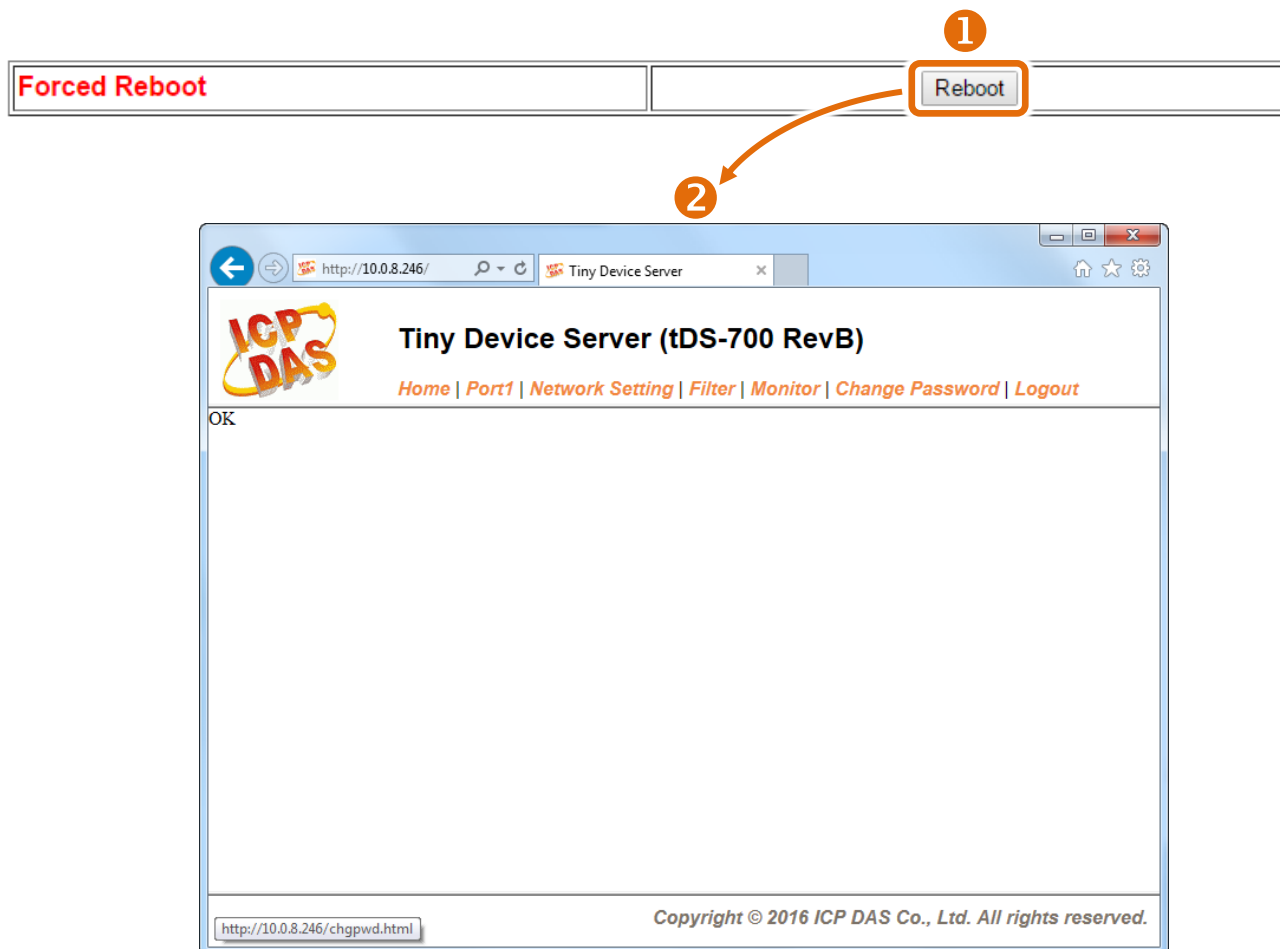 1
Forced Reboot Reboot
2
http://10.0.8.246/ Tiny Device Server
ICP
DAS
Tiny Device Server (tDS-700 RevB)
Home | Port1 | Network Setting | Filter | Monitor | Change Password | Logout
OK
Copyright © 2016 ICP DAS Co., Ltd. All rights reserved.
http://10.0.8.246/chgpwd.html